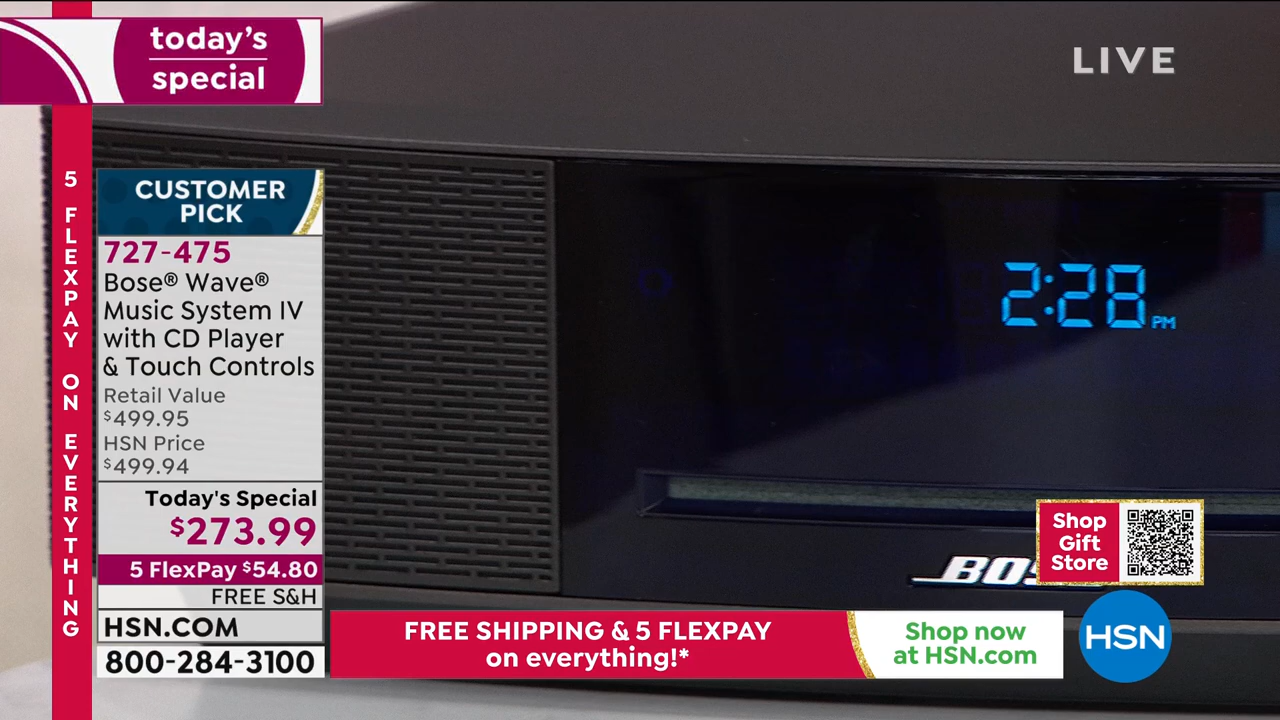 today's
special
LIVE
5 FLEXPAY ON EVERYTHING
CUSTOMER
PICK
727-475
Bose® Wave®
Music System IV
with CD Player
& Touch Controls
Retail Value
$499.95
HSN Price
$499.94
Today's Special
$273.99
5 FlexPay $54.80
FREE S&H
HSN.COM
800-284-3100
2:28 PM
Shop
Gift
Store
FREE SHIPPING & 5 FLEXPAY
on everything!*
Shop now
at HSN.com
HSN